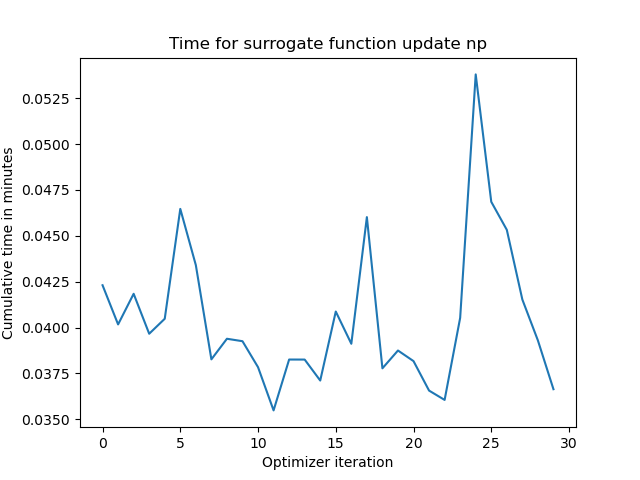 Time for surrogate function update np
Cumulative time in minutes
0.0525
0.0500
0.0475
0.0450
0.0425
0.0400
0.0375
0.0350
0 5 10 15 20 25 30
Optimizer iteration